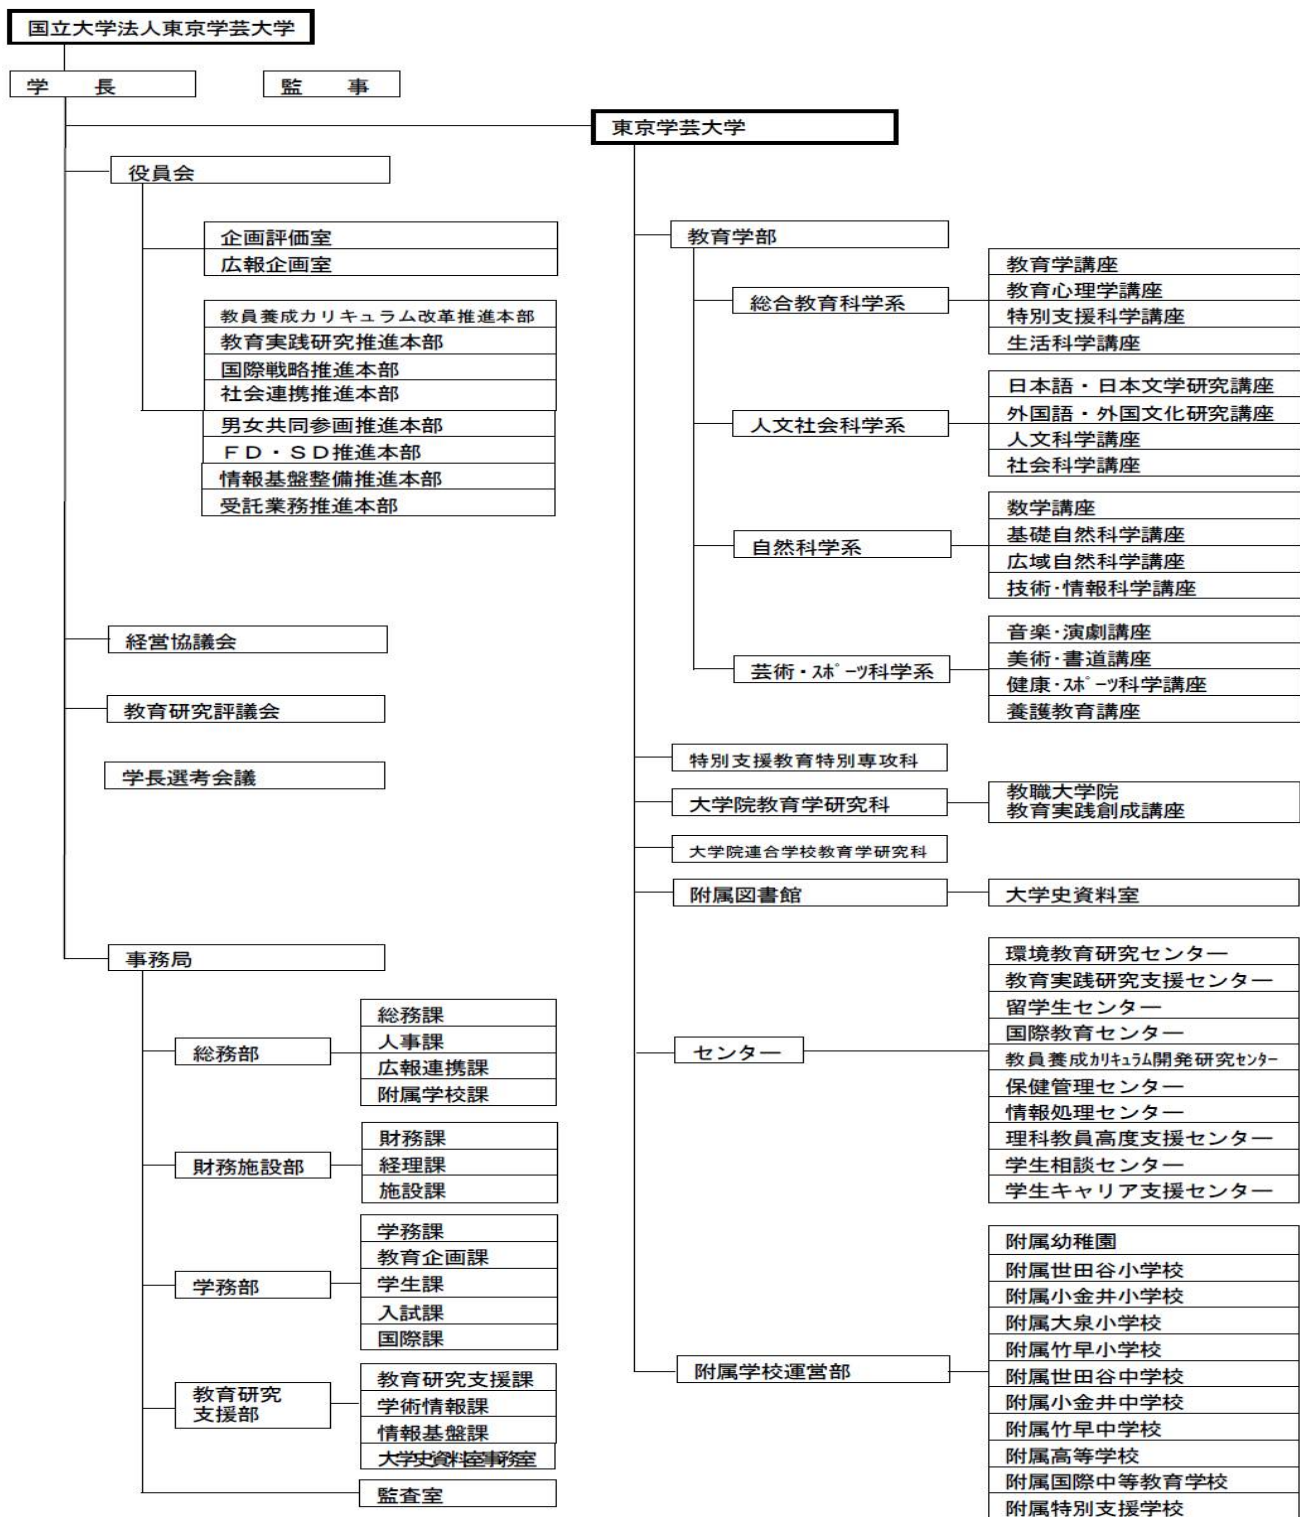 国立大学法人東京学芸大学
学　長
監　事
役員会
企画評価室
広報企画室
教員養成カリキュラム改革推進本部
教育実践研究推進本部
国際戦略推進本部
社会連携推進本部
男女共同参画推進本部
ＦＤ・ＳＤ推進本部
情報基盤整備推進本部
受託業務推進本部
経営協議会
教育研究評議会
学長選考会議
事務局
総務部
総務課
人事課
広報連携課
附属学校課
財務施設部
財務課
経理課
施設課
学務部
学務課
教育企画課
学生課
入試課
国際課
教育研究
支援部
教育研究支援課
学術情報課
情報基盤課
大学史資料室事務室
監査室
東京学芸大学
教育学部
総合教育科学系
教育学講座
教育心理学講座
特別支援科学講座
生活科学講座
人文社会科学系
日本語・日本文学研究講座
外国語・外国文化研究講座
人文科学講座
社会科学講座
自然科学系
数学講座
基礎自然科学講座
広域自然科学講座
技術･情報科学講座
芸術・ｽﾎﾟｰﾂ科学系
音楽･演劇講座
美術･書道講座
健康･ｽﾎﾟｰﾂ科学講座
養護教育講座
特別支援教育特別専攻科
大学院教育学研究科
教職大学院
教育実践創成講座
大学院連合学校教育学研究科
附属図書館
大学史資料室
センター
環境教育研究センター
教育実践研究支援センター
留学生センター
国際教育センター
教員養成ｶﾘｷｭﾗﾑ開発研究ｾﾝﾀｰ
保健管理センター
情報処理センター
理科教員高度支援センター
学生相談センター
学生キャリア支援センター
附属学校運営部
附属幼稚園
附属世田谷小学校
附属小金井小学校
附属大泉小学校
附属竹早小学校
附属世田谷中学校
附属小金井中学校
附属竹早中学校
附属高等学校
附属国際中等教育学校
附属特別支援学校